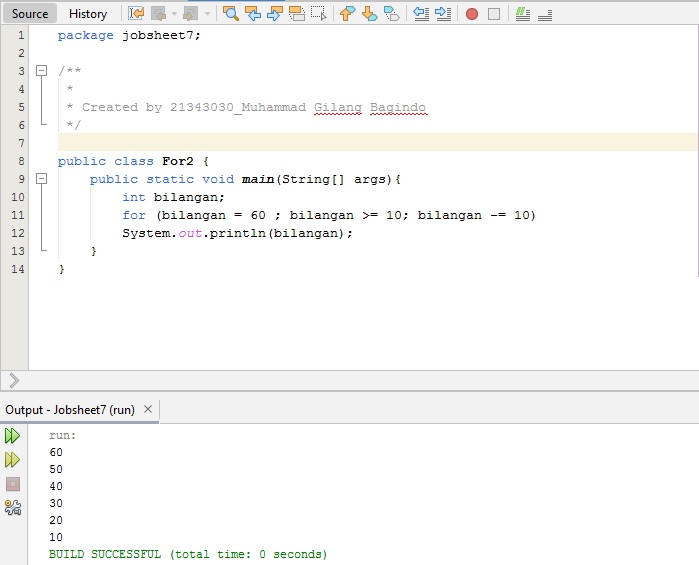 Source History
1 package jobsheet7;
2
3 /**
4 *
5 * Created by 21343030_Muhammad Gilang Bagindo
6 */
7
8 public class For2 {
9 public static void main(String[] args){
10 int bilangan;
11 for (bilangan = 60 ; bilangan >= 10; bilangan -= 10)
12 System.out.println(bilangan);
13 }
14 }
Output - Jobsheet7 (run) ×
run:
60
50
40
30
20
10
BUILD SUCCESSFUL (total time: 0 seconds)